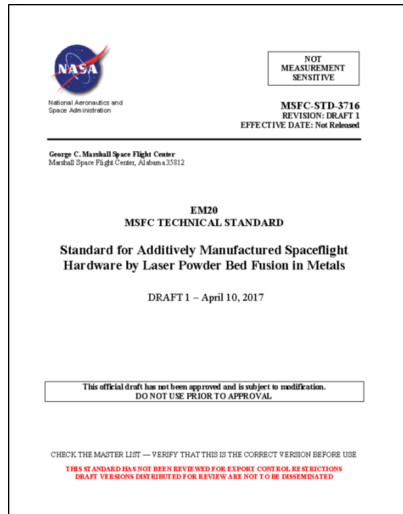 NASA
NOT
MEASUREMENT
SENSITIVE
National Aeronautics and
Space Administration
MSFC-STD-3716
REVISION: DRAFT 1
EFFECTIVE DATE: Not Released
George C. Marshall Space Flight Center
Marshall Space Flight Center, Alabama 35812
EM20
MSFC TECHNICAL STANDARD
Standard for Additively Manufactured Spaceflight
Hardware by Laser Powder Bed Fusion in Metals
DRAFT 1 – April 10, 2017
This official draft has not been approved and is subject to modification.
DO NOT USE PRIOR TO APPROVAL
CHECK THE MASTER LIST — VERIFY THAT THIS IS THE CORRECT VERSION BEFORE USE
THIS STANDARD HAS NOT BEEN REVIEWED FOR EXPORT CONTROL RESTRICTIONS
DRAFT VERSIONS DISTRIBUTED FOR REVIEW ARE NOT TO BE DISSEMINATED